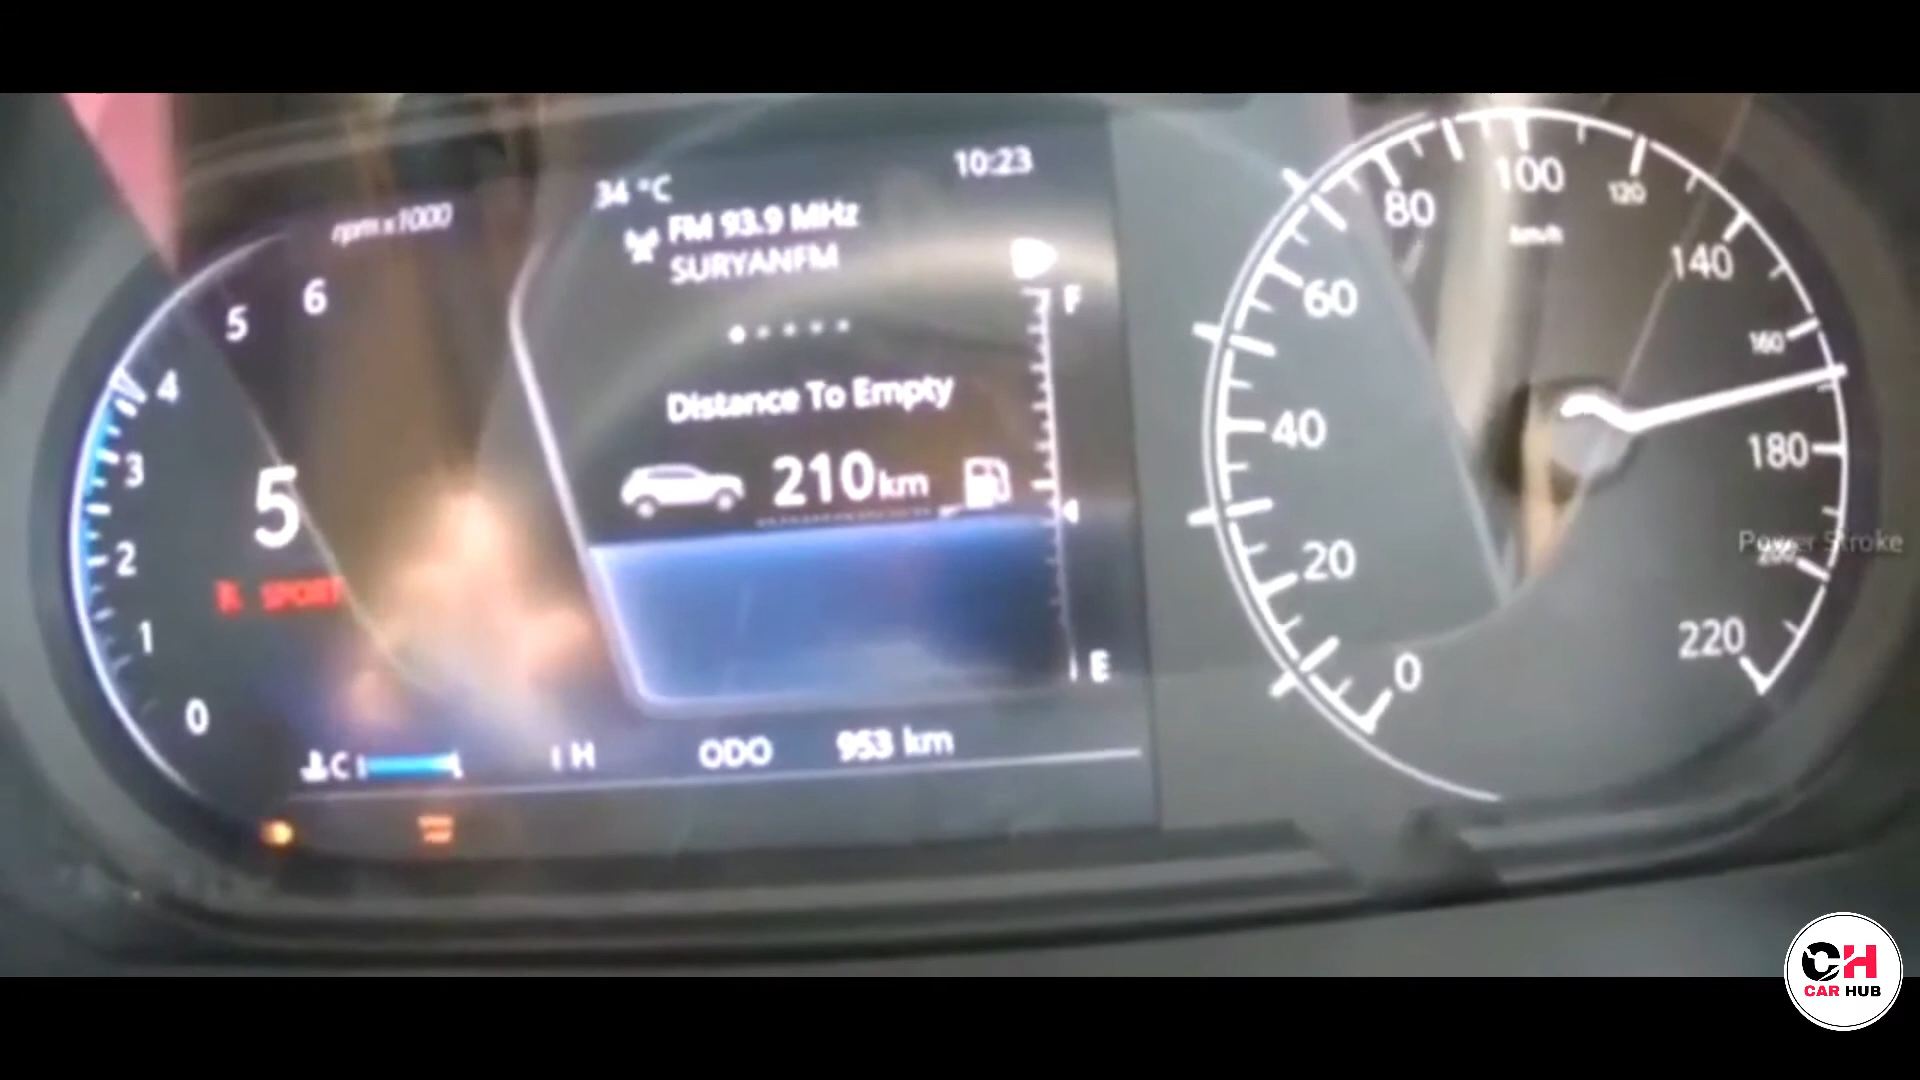 10:23
34 °C
FM 93.9 MHz
SURYANFM
rpm x1000
6
5
4
3
2
1
0
5
SPORT
Distance To Empty
210km
F
E
C
H
ODO 953 km
0
20
40
60
80
100
120
140
160
180
200
220
km/h
Power Stroke
CH
CAR HUB